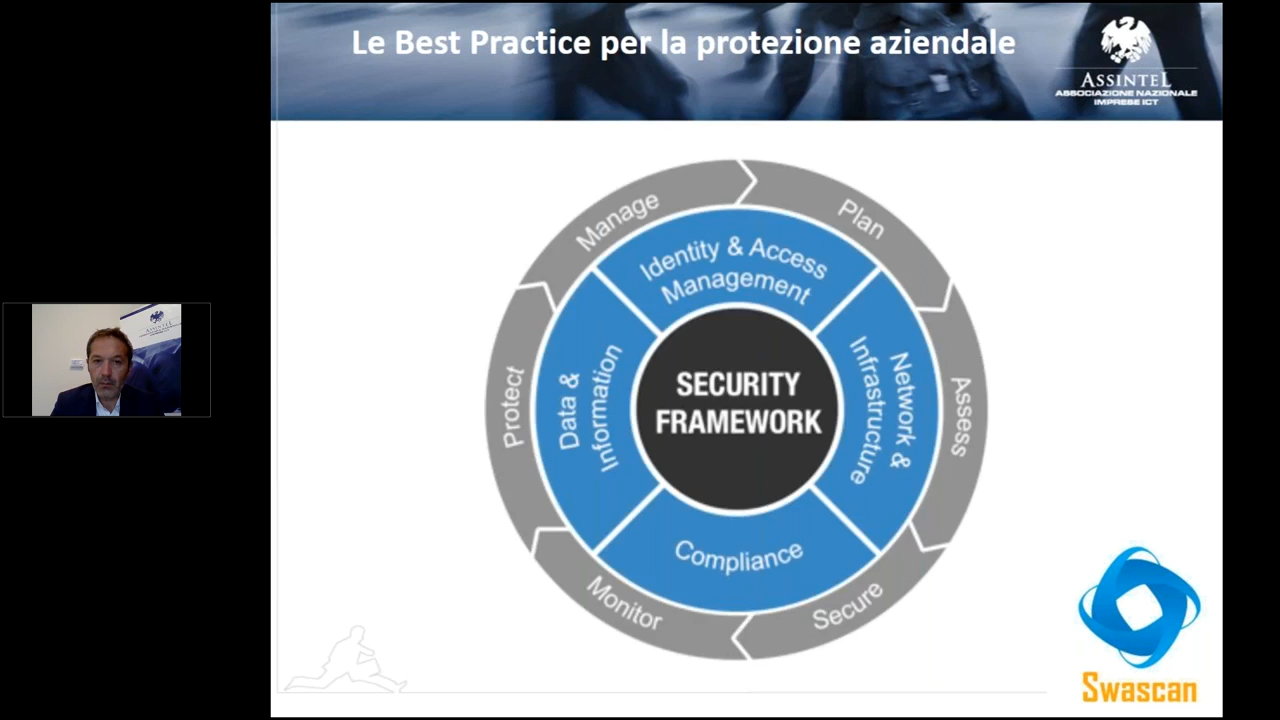 Le Best Practice per la protezione aziendale
ASSINTEL
ASSOCIAZIONE NAZIONALE
IMPRESE ICT
Manage
Plan
Identity & Access
Management
Protect
Data &
Information
SECURITY
FRAMEWORK
Network &
Infrastructure
Assess
Compliance
Monitor
Secure
Swascan
ASSINTEL